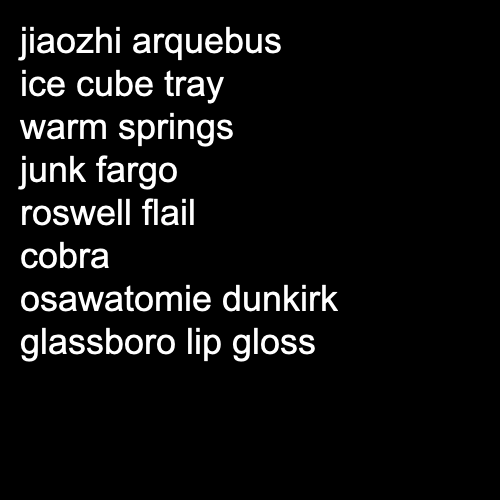 jiaozhi arquebus
ice cube tray
warm springs
junk fargo
roswell flail
cobra
osawatomie dunkirk
glassboro lip gloss